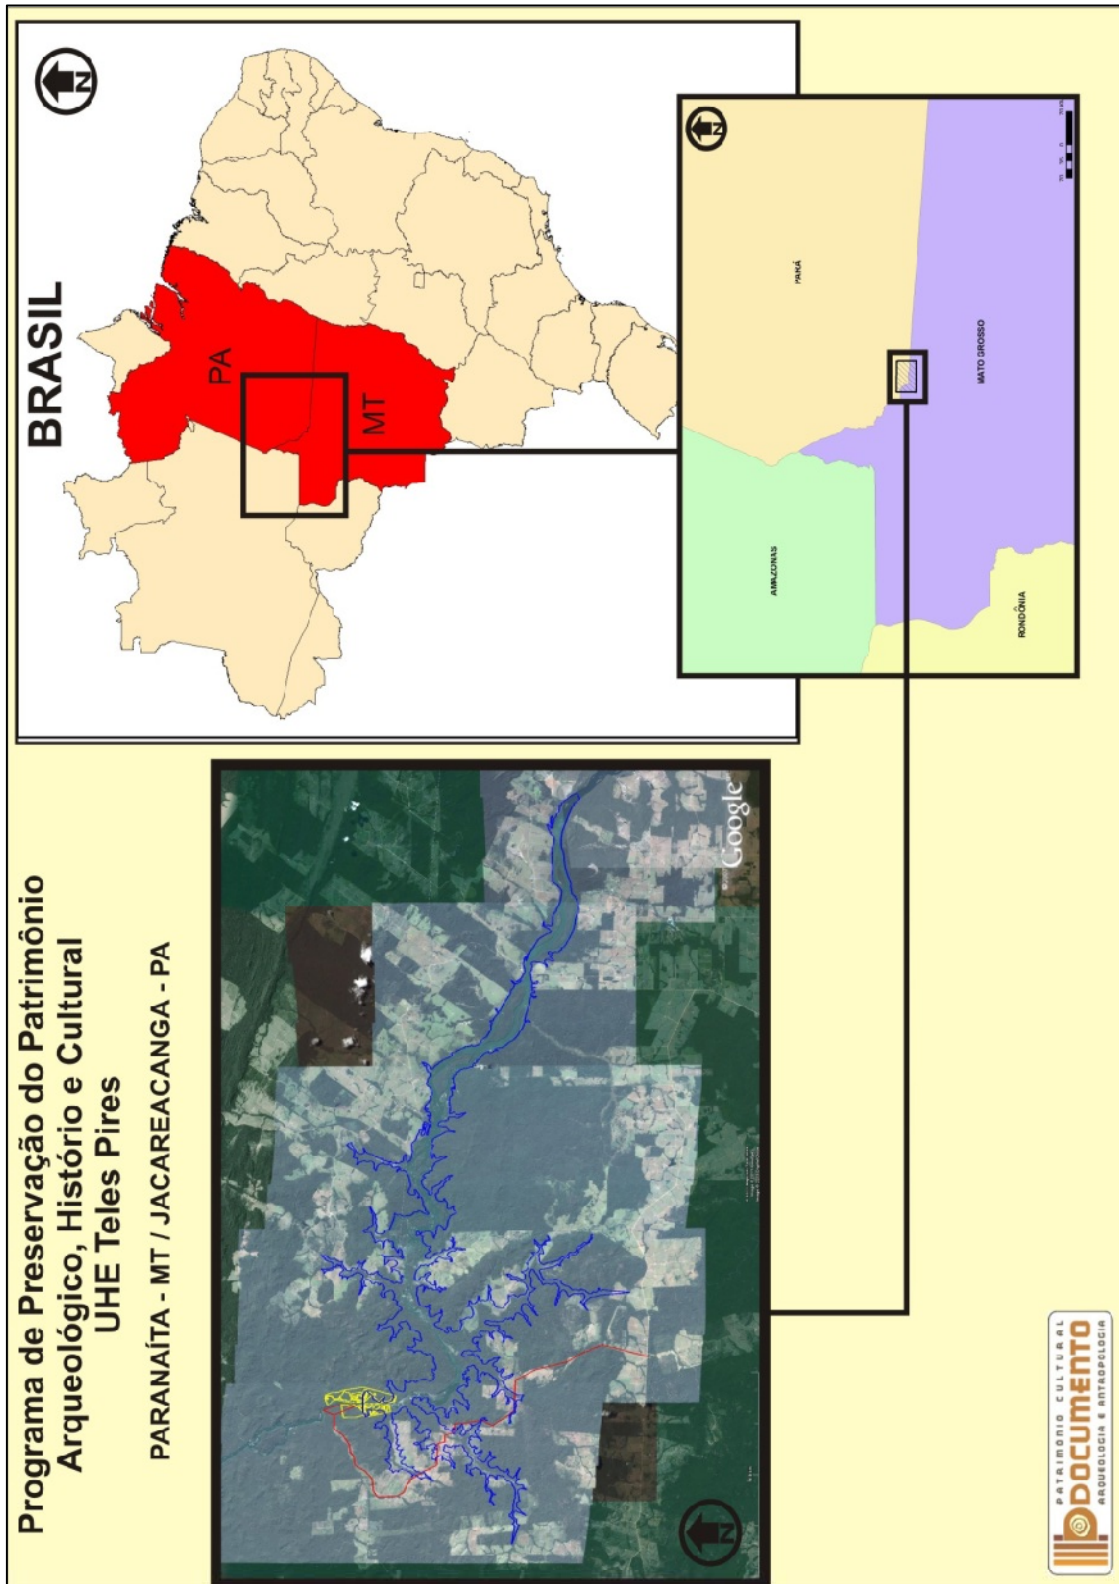 Programa de Preservação do Patrimônio
Arqueológico, Histório e Cultural
UHE Teles Pires
PARANAÍTA - MT / JACAREACANGA - PA
BRASIL
N
PA
MT
N
AMAZONAS
PARÁ
MATO GROSSO
RONDÔNIA
N
Google
PATRIMÔNIO CULTURAL
DOCUMENTO
ARQUEOLOGIA E ANTROPOLOGIA